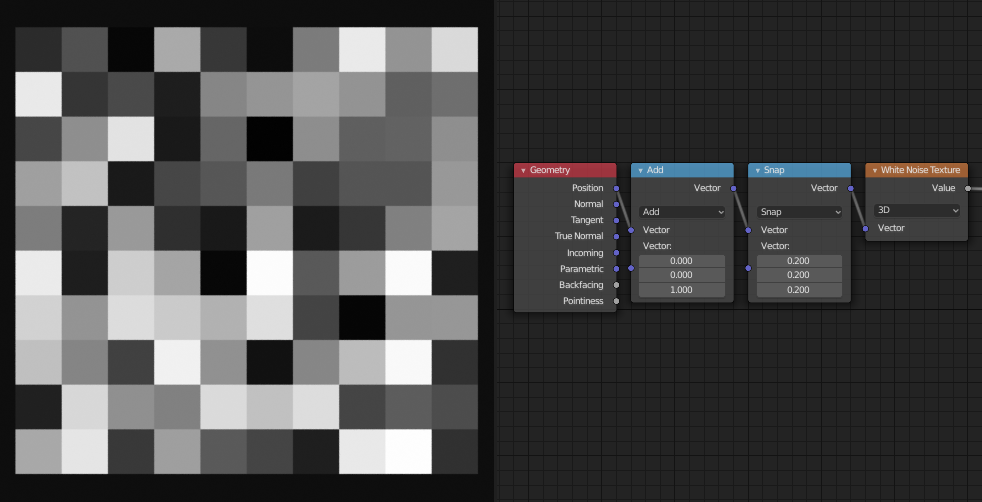 Geometry
Position
Normal
Tangent
True Normal
Incoming
Parametric
Backfacing
Pointiness
Add
Vector
Add
Vector
Vector:
0.000
0.000
1.000
Snap
Vector
Snap
Vector
Vector:
0.200
0.200
0.200
White Noise Texture
Value
3D
Vector